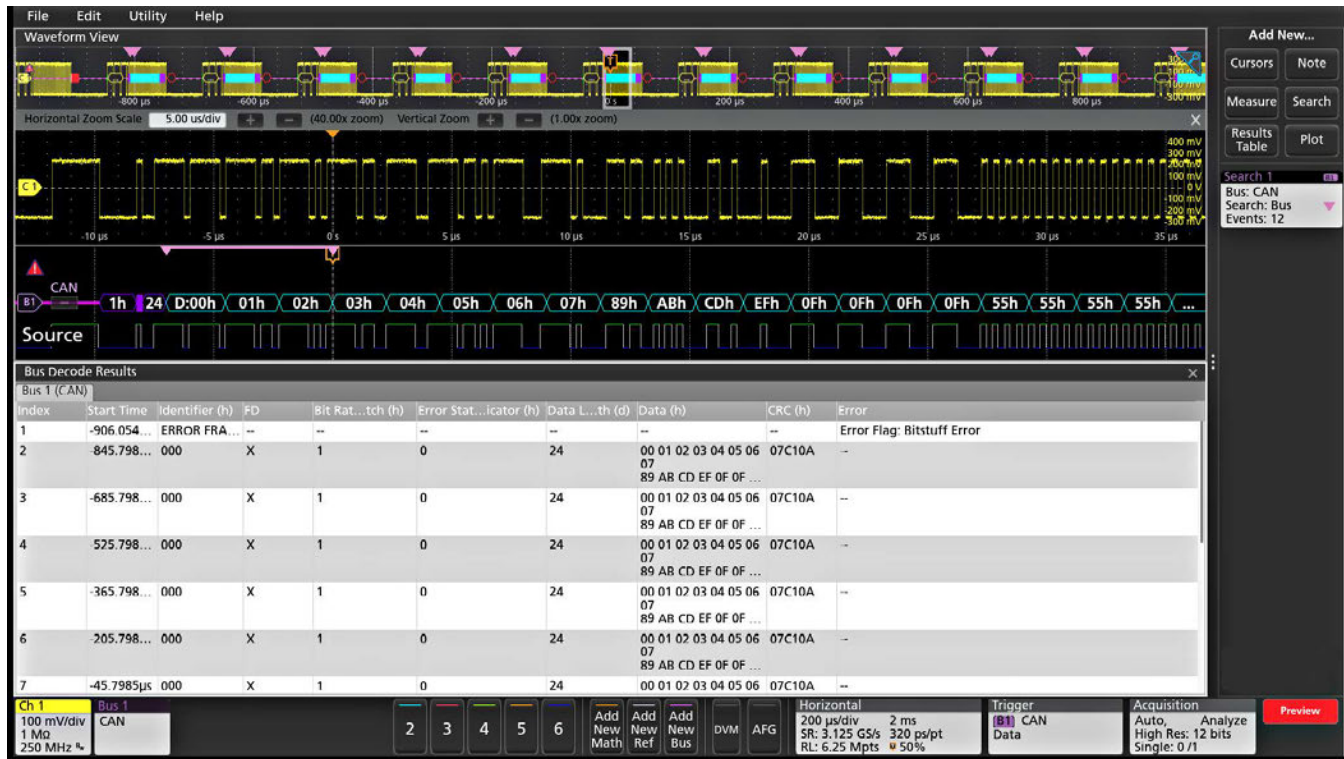 File Edit Utility Help
Waveform View
Add New...
Cursors Note
Measure Search
Results Table Plot
-800 µs -600 µs -400 µs -200 µs 0 s 200 µs 400 µs 600 µs 800 µs
Horizontal Zoom Scale 5.00 us/div + — (40.00x zoom) Vertical Zoom + — (1.00x zoom) X
400 mV
300 mV
100 mV
0 V
-100 mV
-200 mV
-300 mV
C 1
-10 µs -5 µs 0 s 5 µs 10 µs 15 µs 20 µs 25 µs 30 µs 35 µs
Search 1 B1
Bus: CAN
Search: Bus
Events: 12
CAN
B1 1h 24 D:00h 01h 02h 03h 04h 05h 06h 07h 89h ABh CDh EFh 0Fh 0Fh 0Fh 0Fh 55h 55h 55h 55h ...
Source
Bus Decode Results
Bus 1 (CAN)
Index Start Time Identifier (h) FD Bit Rat...tch (h) Error Stat...icator (h) Data L...th (d) Data (h) CRC (h) Error
1 -906.054... ERROR FRA... -- -- -- -- -- -- Error Flag: Bitstuff Error
2 -845.798... 000 X 1 0 24 00 01 02 03 04 05 06 07C10A --
07
89 AB CD EF 0F 0F ...
3 -685.798... 000 X 1 0 24 00 01 02 03 04 05 06 07C10A --
07
89 AB CD EF 0F 0F ...
4 525.798... 000 X 1 0 24 00 01 02 03 04 05 06 07C10A --
07
89 AB CD EF 0F 0F ...
5 -365.798... 000 X 1 0 24 00 01 02 03 04 05 06 07C10A --
07
89 AB CD EF 0F 0F ...
6 -205.798... 000 X 1 0 24 00 01 02 03 04 05 06 07C10A --
07
89 AB CD EF 0F 0F ...
7 -45.7985µs 000 X 1 0 24 00 01 02 03 04 05 06 07C10A --
Ch 1
100 mV/div
1 MΩ
250 MHz
Bus 1
CAN
2 3 4 5 6
Add New Math
Add New Ref
Add New Bus
DVM AFG
Horizontal
200 µs/div 2 ms
SR: 3.125 GS/s 320 ps/pt
RL: 6.25 Mpts 50%
Trigger
B1 CAN
Data
Acquisition
Auto, Analyze
High Res: 12 bits
Single: 0 /1
Preview